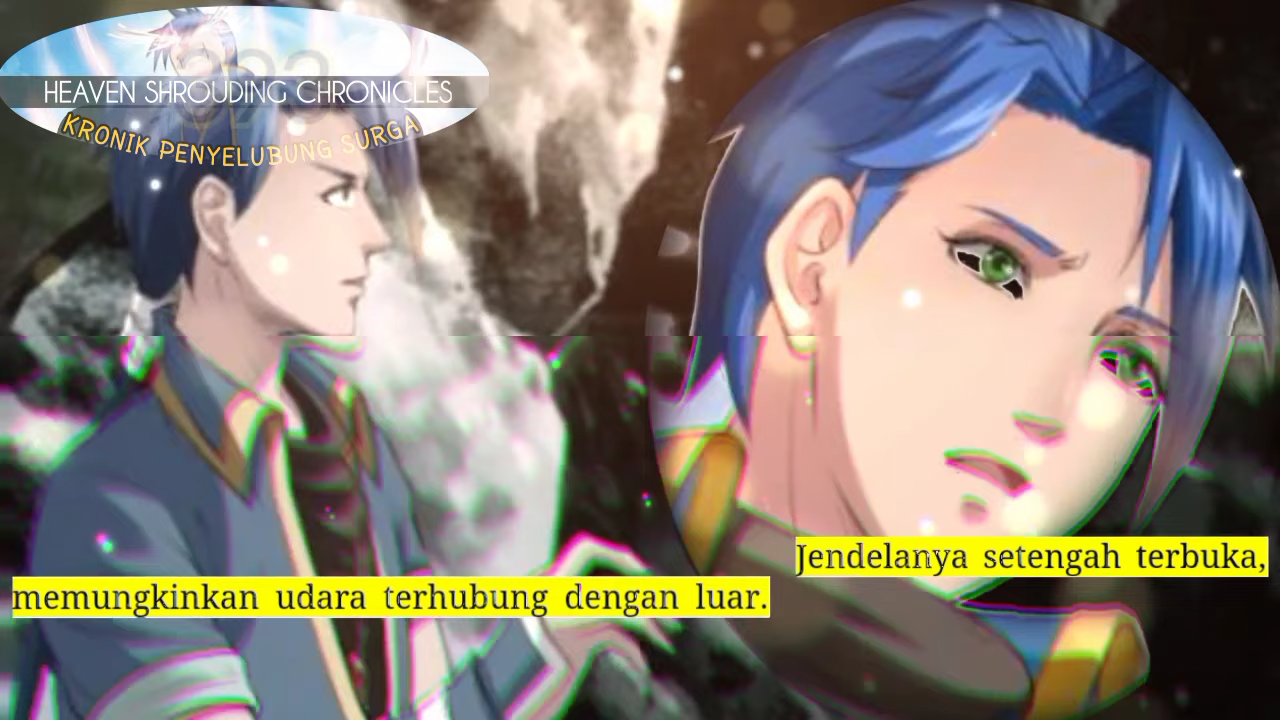 HEAVEN SHROUDING CHRONICLES
KRONIK PENYELUBUNG SURGA
Jendelanya setengah terbuka,
memungkinkan udara terhubung dengan luar.